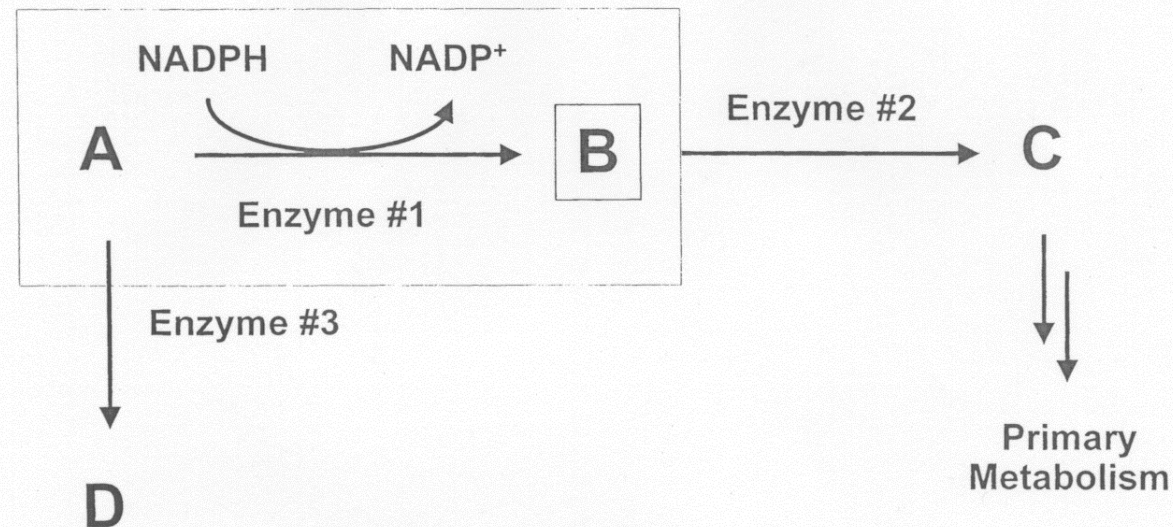 NADPH NADP⁺
A B Enzyme #2 C
Enzyme #1
Enzyme #3
D
Primary
Metabolism